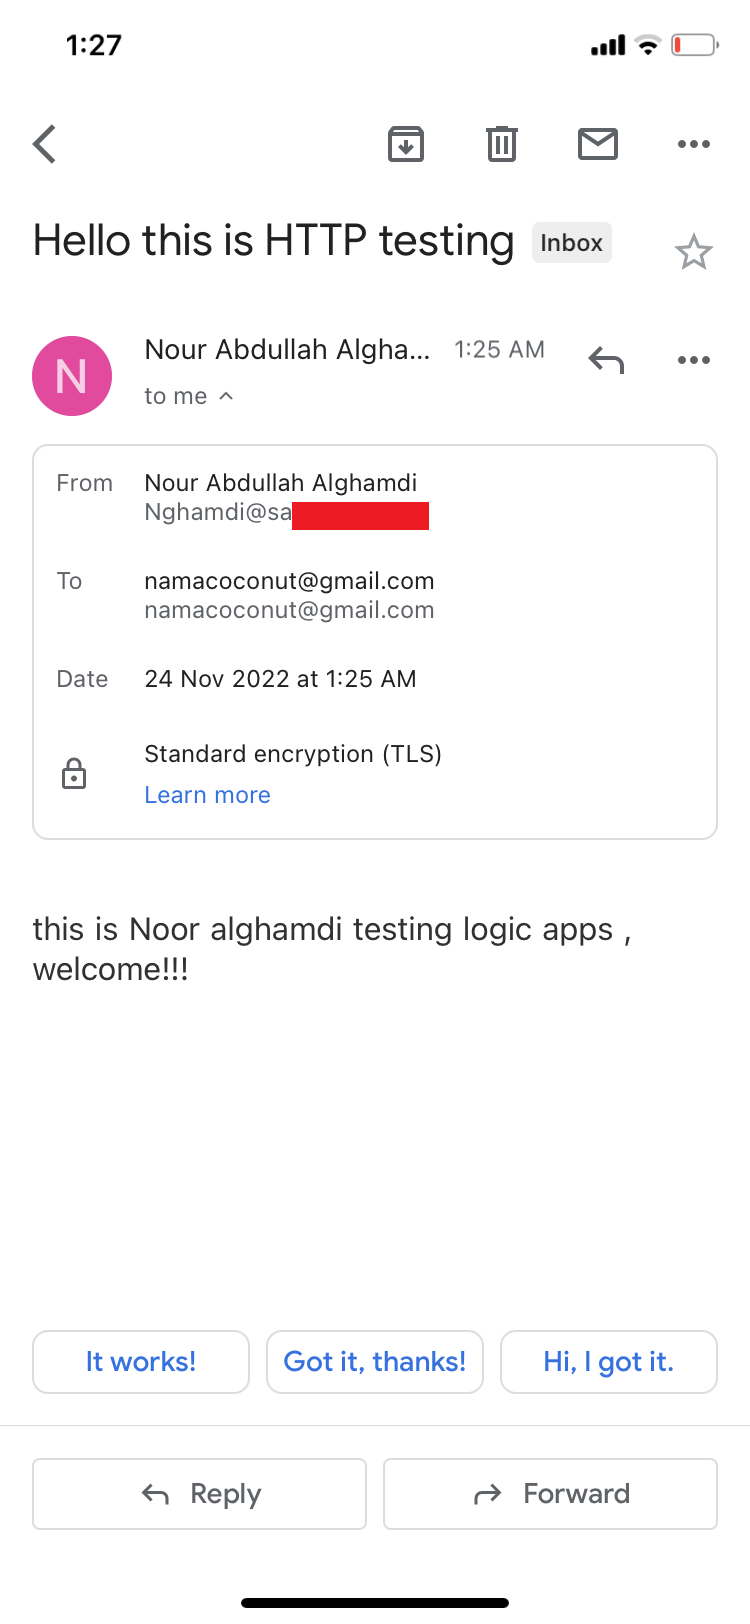 1:27
Hello this is HTTP testing Inbox
Nour Abdullah Algha... 1:25 AM
N
to me
From Nour Abdullah Alghamdi
Nghamdi@sa
To namacoconut@gmail.com
namacoconut@gmail.com
Date 24 Nov 2022 at 1:25 AM
Standard encryption (TLS)
Learn more
this is Noor alghamdi testing logic apps ,
welcome!!!
It works! Got it, thanks! Hi, I got it.
Reply Forward